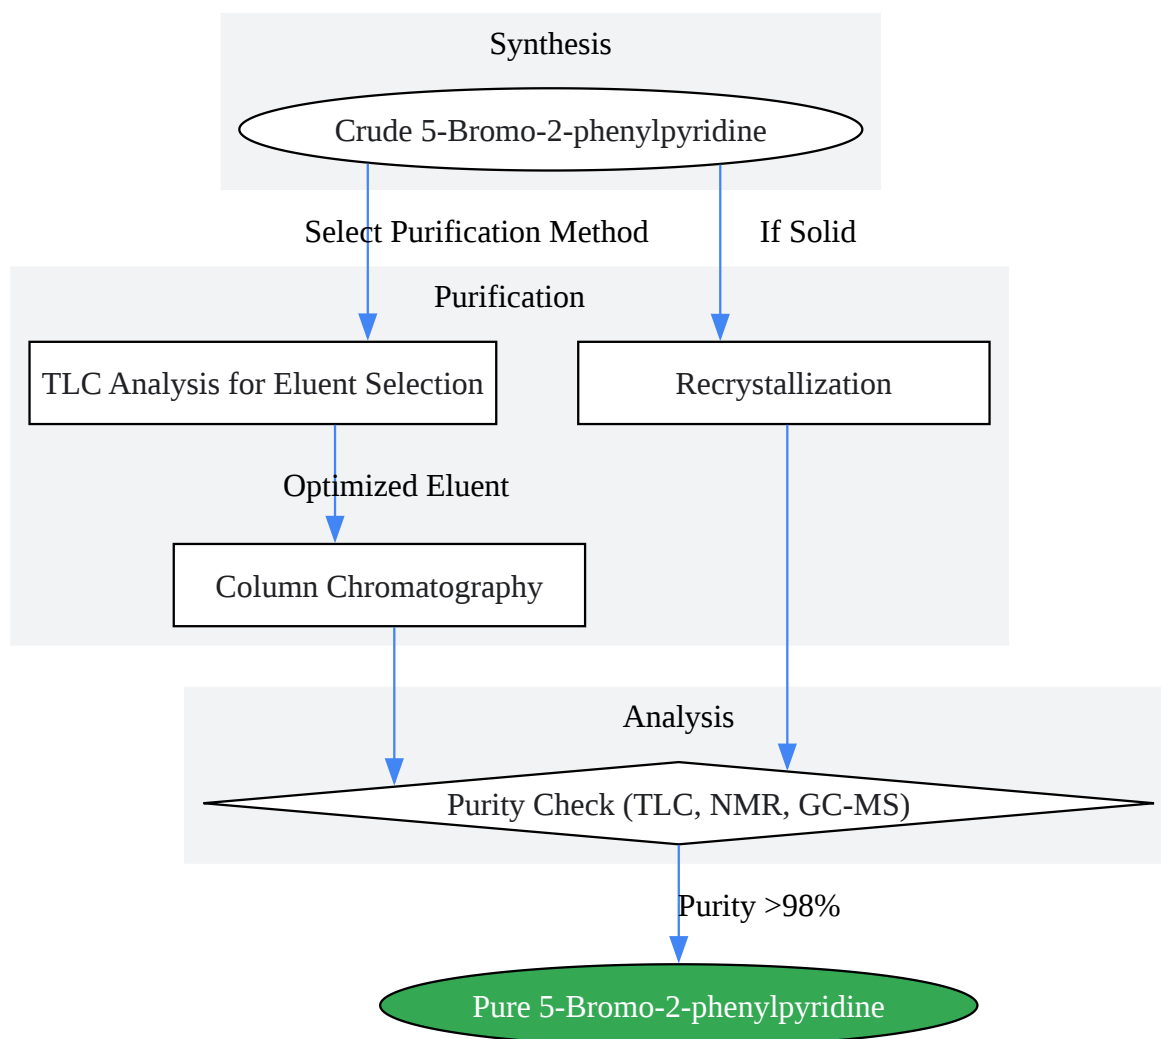 Synthesis
Crude 5-Bromo-2-phenylpyridine
Select Purification Method
If Solid
Purification
TLC Analysis for Eluent Selection
Recrystallization
Optimized Eluent
Column Chromatography
Analysis
Purity Check (TLC, NMR, GC-MS)
Purity >98%
Pure 5-Bromo-2-phenylpyridine